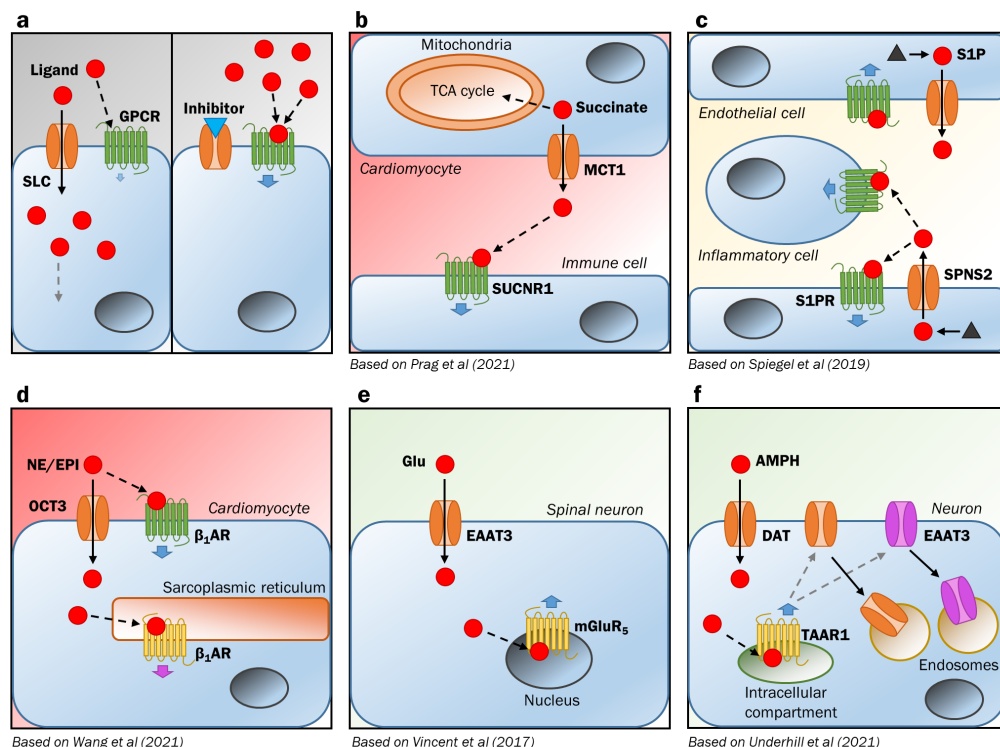 a
Ligand
GPCR
SLC
Inhibitor
b
Mitochondria
TCA cycle
Succinate
Cardiomyocyte
MCT1
Immune cell
SUCNR1
Based on Prag et al (2021)
c
S1P
Endothelial cell
Inflammatory cell
SPNS2
S1PR
Based on Spiegel et al (2019)
d
NE/EPI
OCT3
Cardiomyocyte
β1AR
Sarcoplasmic reticulum
β1AR
Based on Wang et al (2021)
e
Glu
Spinal neuron
EAAT3
mGluR5
Nucleus
Based on Vincent et al (2017)
f
AMPH
Neuron
DAT
EAAT3
TAAR1
Endosomes
Intracellular
compartment
Based on Underhill et al (2021)